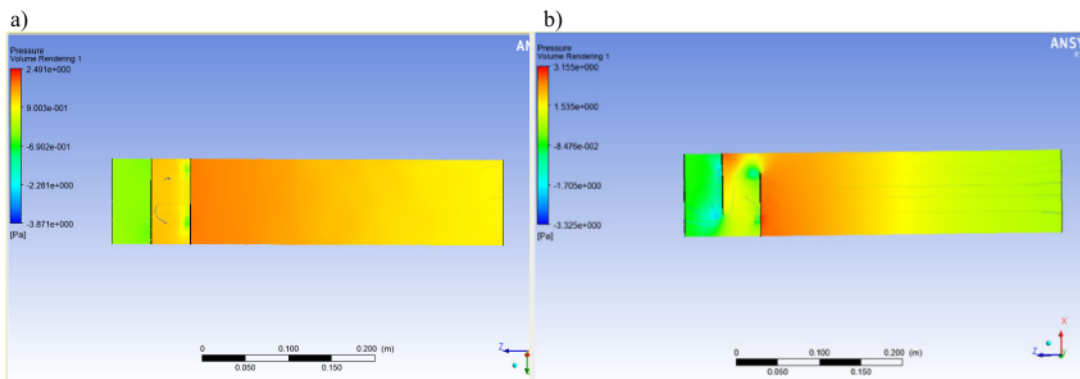 a)
AN
Pressure
Volume Rendering 1
2.491e+000
9.003e-001
-6.902e-001
-2.281e+000
-3.871e+000
[Pa]
0 0.100 0.200 (m)
0.050 0.150
Z
b)
ANSY
Pressure
Volume Rendering 1
3.155e+000
1.535e+000
-8.476e-002
-1.705e+000
-3.325e+000
[Pa]
0 0.100 0.200 (m)
0.050 0.150
X
Z
Y